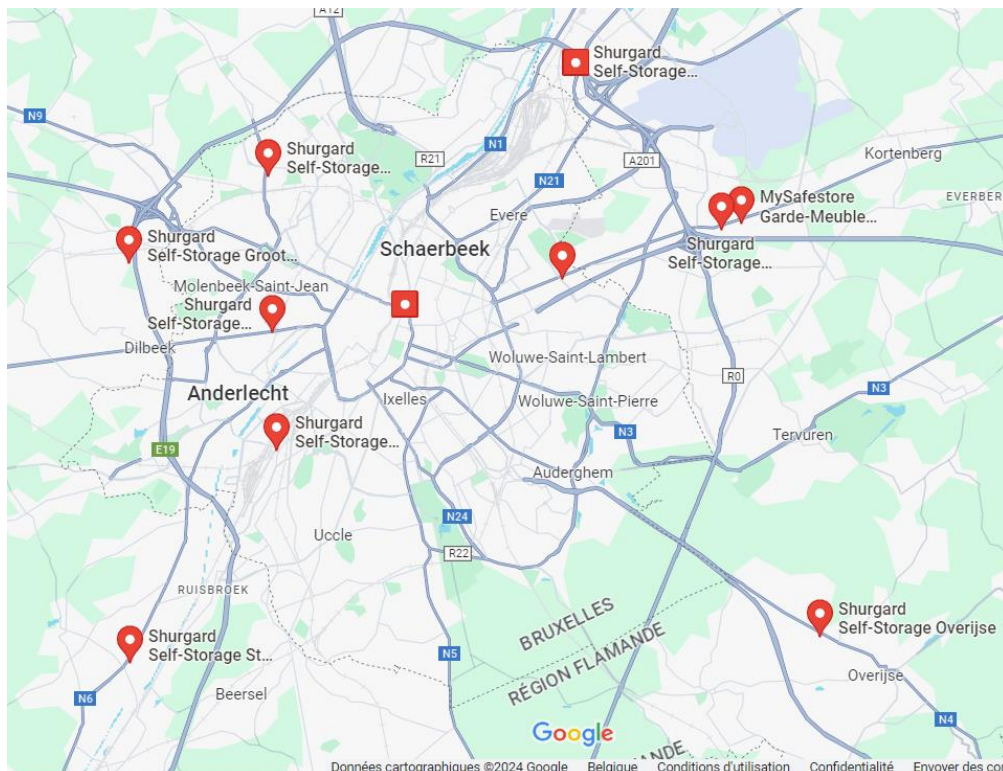 A12
Shurgard
Self-Storage...
N9
N1
R21
A201
Kortenberg
Shurgard
Self-Storage...
N21
MySafestore
Garde-Meuble...
EVERBER
Evere
Shurgard
Self-Storage Groot...
Schaerbeek
Shurgard
Self-Storage...
Molenbeek-Saint-Jean
Shurgard
Self-Storage...
Dilbeek
Woluwe-Saint-Lambert
R0
N3
Anderlecht
Ixelles
Woluwe-Saint-Pierre
Shurgard
Self-Storage...
N3
Tervuren
E19
Auderghem
N24
Uccle
R22
RUISBROEK
BRUXELLES
RÉGION FLAMANDE
Shurgard
Self-Storage Overijse
Shurgard
Self-Storage St...
N5
Overijse
Beersel
N6
N4
Google
Données cartographiques ©2024 Google Belgique Conditions d'utilisation Confidentialité Envoyer des co